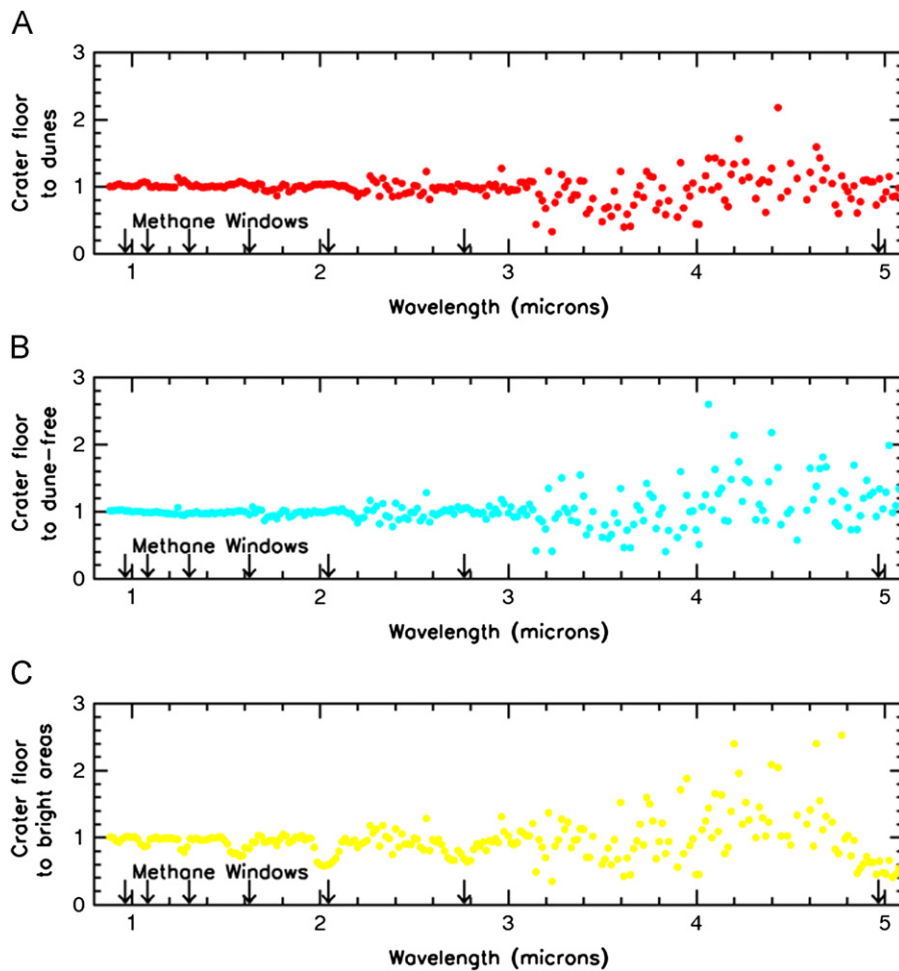 A
3
2
1
0
Crater floor
to dunes
Methane Windows
1 2 3 4 5
Wavelength (microns)
B
3
2
1
0
Crater floor
to dune-free
Methane Windows
1 2 3 4 5
Wavelength (microns)
C
3
2
1
0
Crater floor
to bright areas
Methane Windows
1 2 3 4 5
Wavelength (microns)